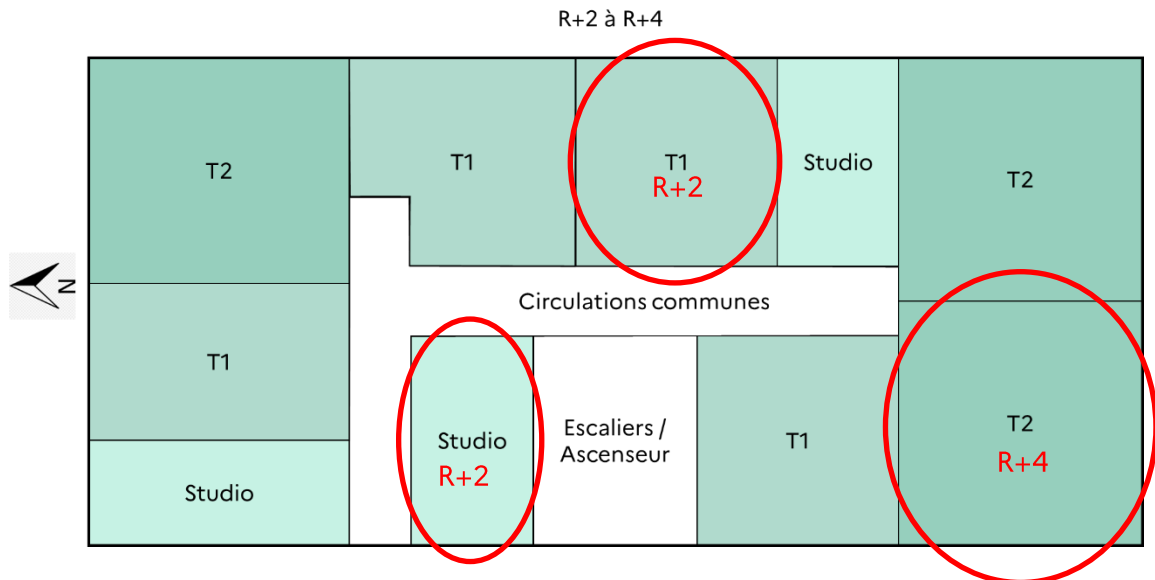 R+2 à R+4
T2
T1
T1
R+2
Studio
T2
N
Circulations communes
T1
Studio
Studio
R+2
Escaliers /
Ascenseur
T1
T2
R+4